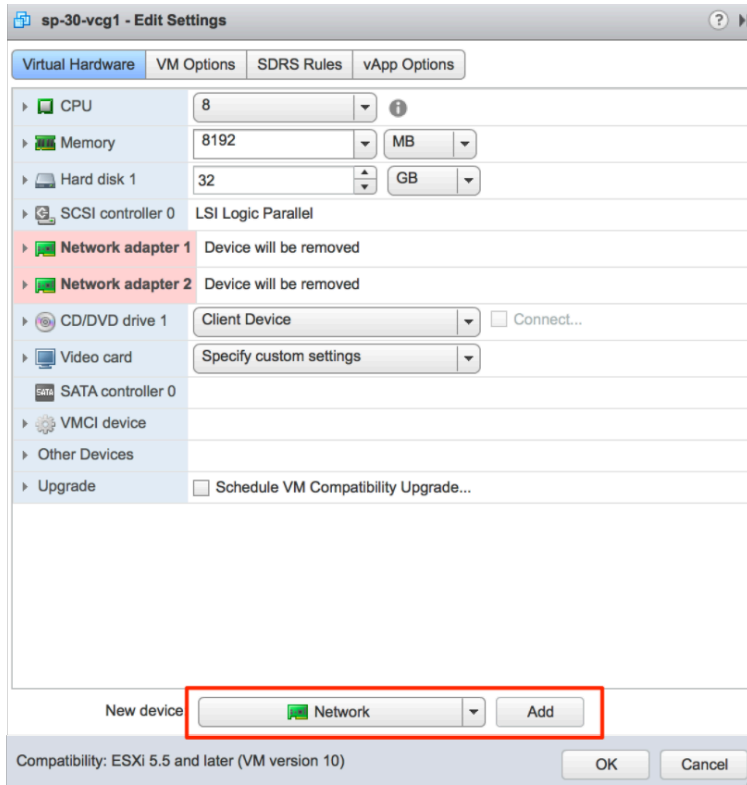 sp-30-vcg1 - Edit Settings ?
Virtual Hardware VM Options SDRS Rules vApp Options
CPU 8 i
Memory 8192 MB
Hard disk 1 32 GB
SCSI controller 0 LSI Logic Parallel
Network adapter 1 Device will be removed
Network adapter 2 Device will be removed
CD/DVD drive 1 Client Device Connect...
Video card Specify custom settings
SATA SATA controller 0
VMCI device
Other Devices
Upgrade Schedule VM Compatibility Upgrade...
New device Network Add
Compatibility: ESXi 5.5 and later (VM version 10) OK Cancel